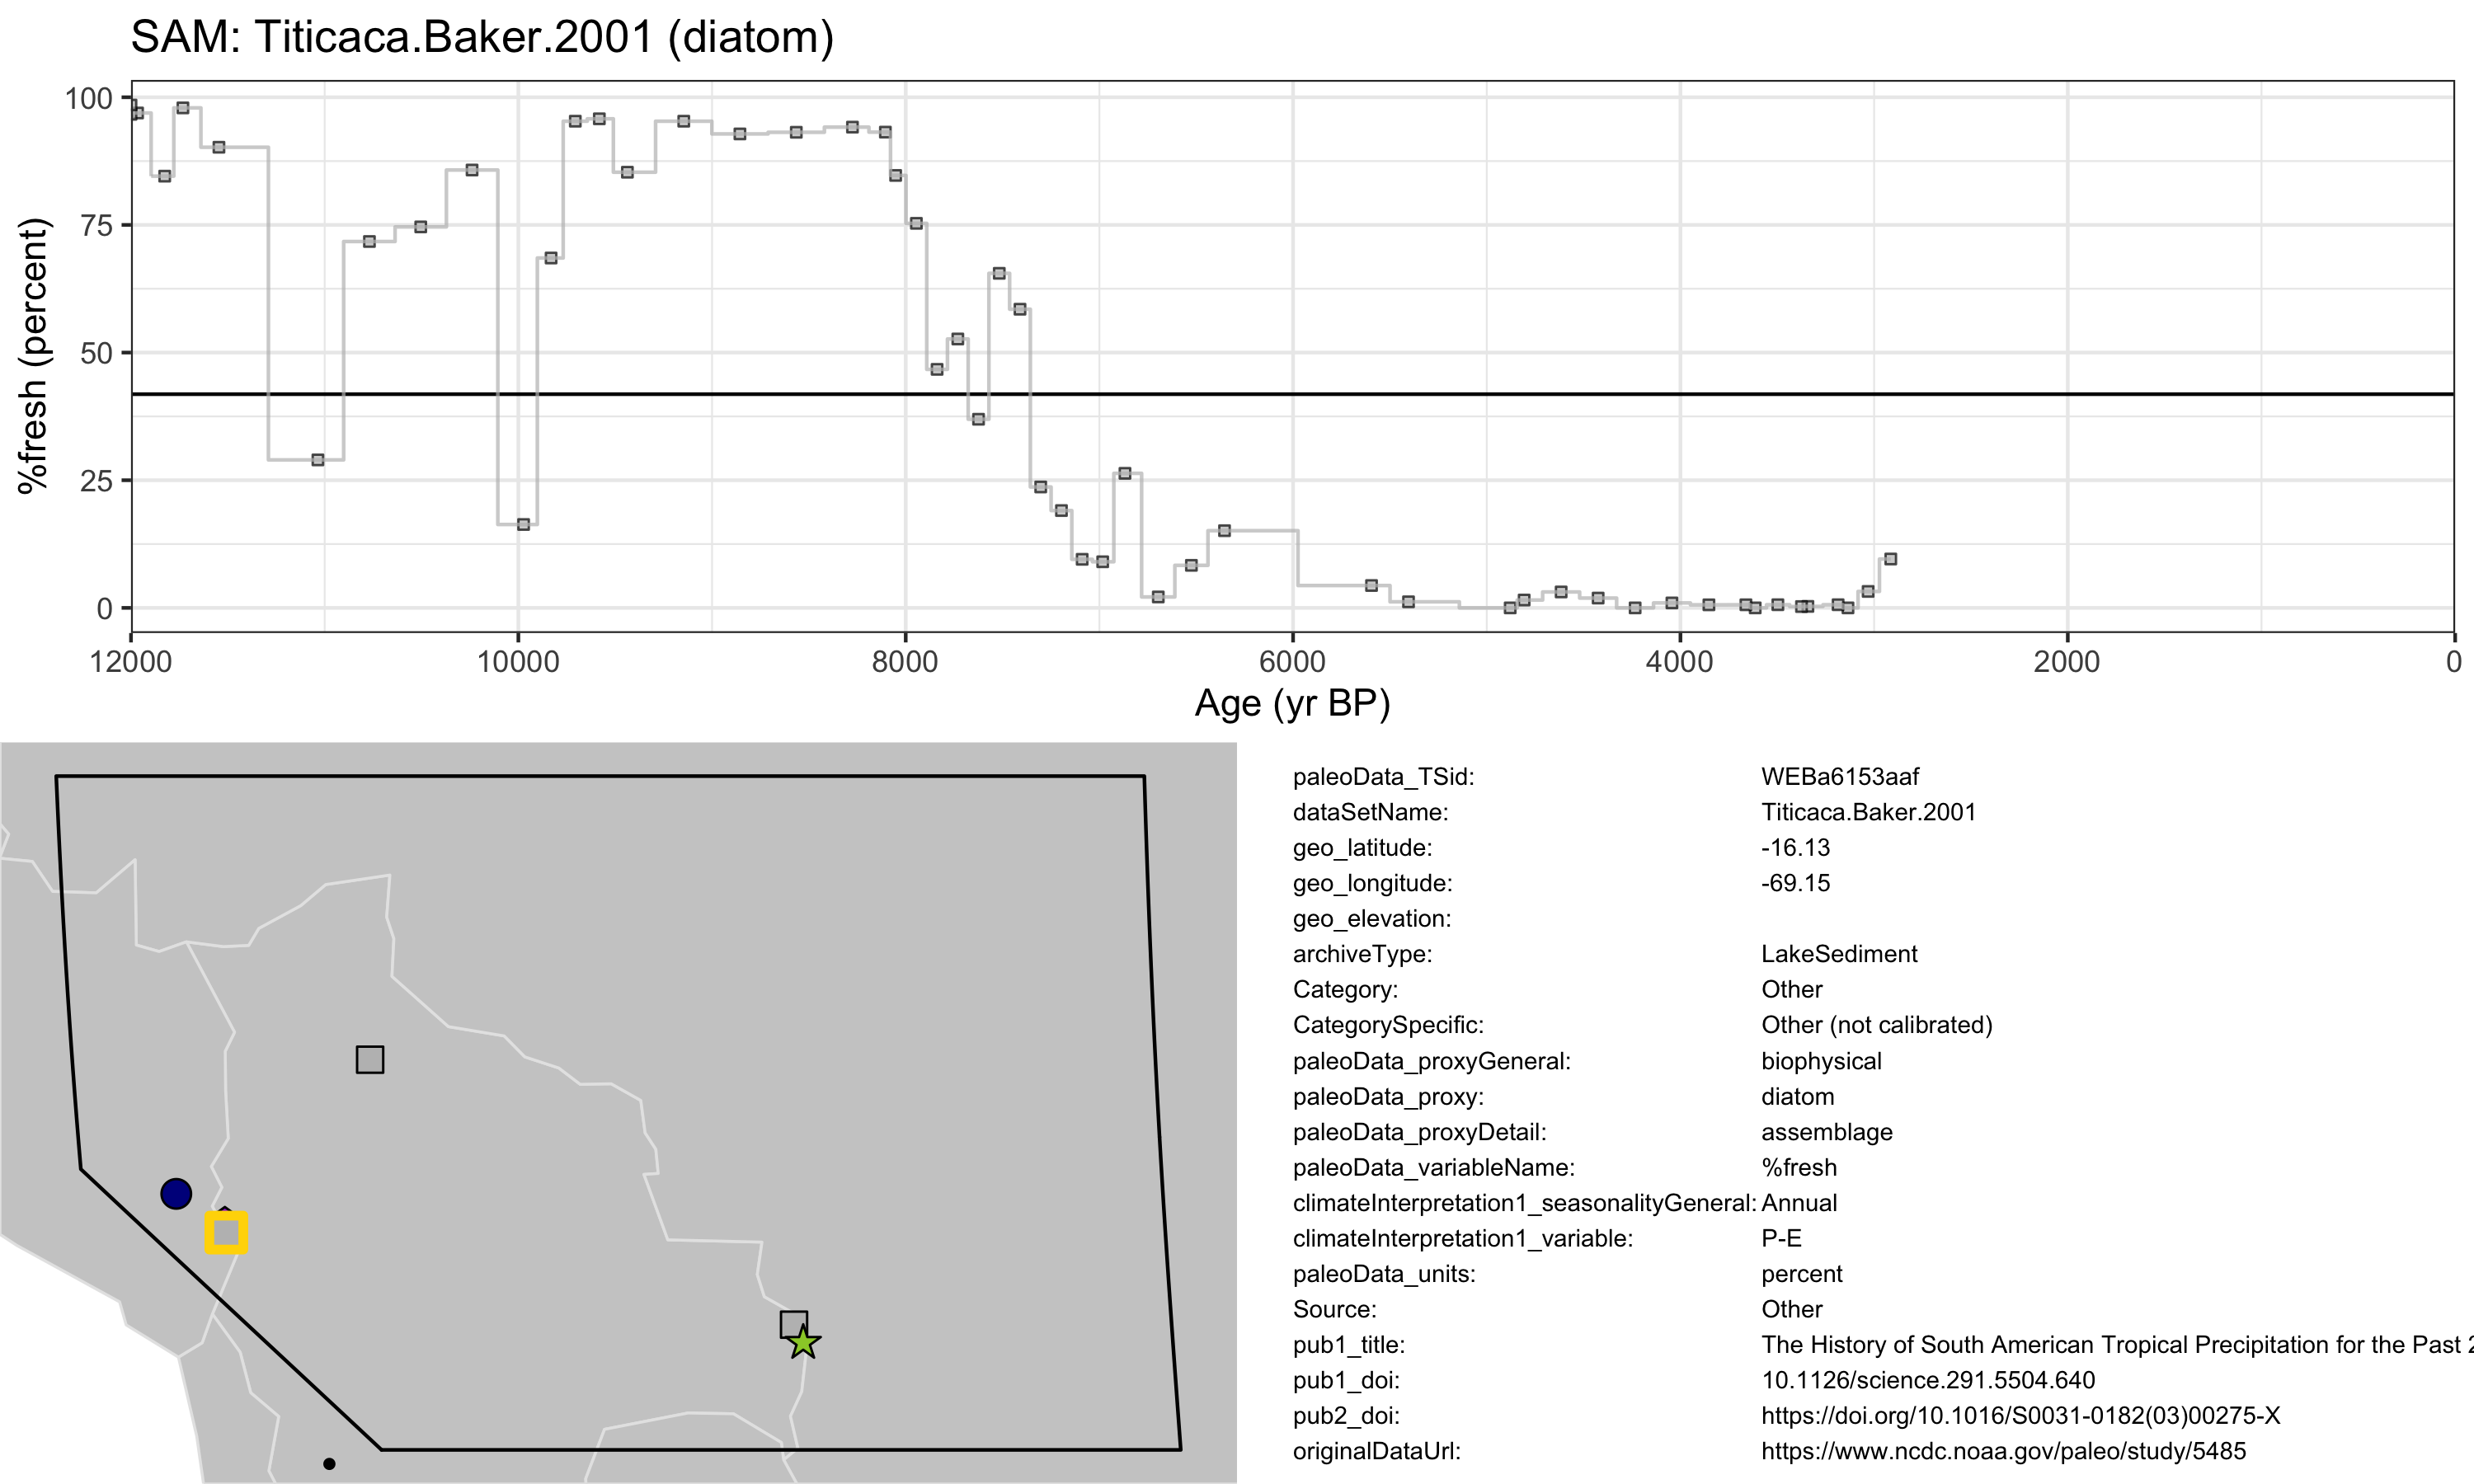 SAM: Titicaca.Baker.2001 (diatom)
%fresh (percent)
100
75
50
25
0
12000 10000 8000 6000 4000 2000 0
Age (yr BP)
paleoData_TSid: WEBa6153aaf
dataSetName: Titicaca.Baker.2001
geo_latitude: -16.13
geo_longitude: -69.15
geo_elevation:
archiveType: LakeSediment
Category: Other
CategorySpecific: Other (not calibrated)
paleoData_proxyGeneral: biophysical
paleoData_proxy: diatom
paleoData_proxyDetail: assemblage
paleoData_variableName: %fresh
climateInterpretation1_seasonalityGeneral: Annual
climateInterpretation1_variable: P-E
paleoData_units: percent
Source: Other
pub1_title: The History of South American Tropical Precipitation for the Past
pub1_doi: 10.1126/science.291.5504.640
pub2_doi: https://doi.org/10.1016/S0031-0182(03)00275-X
originalDataUrl: https://www.ncdc.noaa.gov/paleo/study/5485